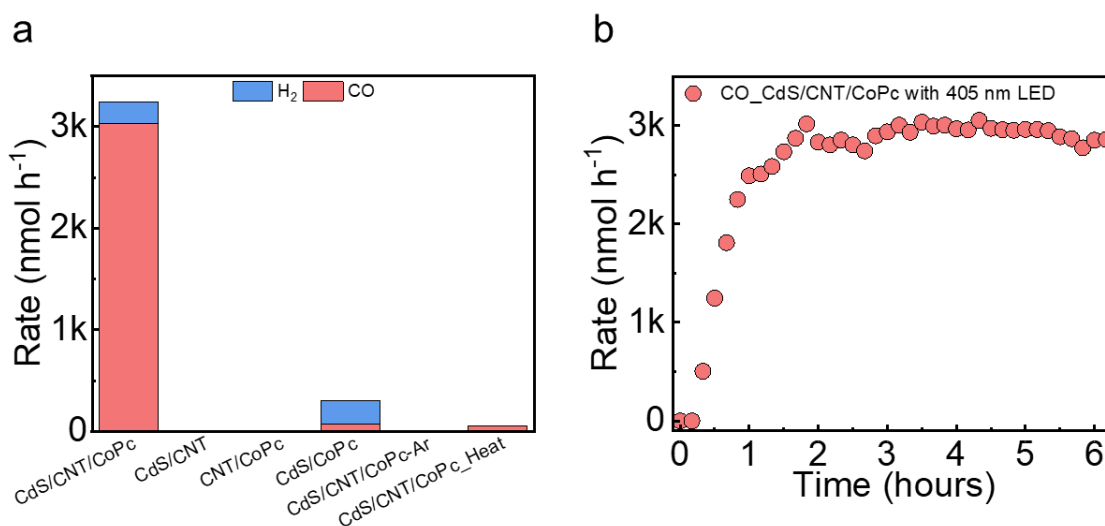 a
H₂ CO
Rate (nmol h⁻¹)
3k
2k
1k
0
CdS/CNT/CoPc
CdS/CNT
CNT/CoPc
CdS/CoPc
CdS/CNT/CoPc-Ar
CdS/CNT/CoPc_Heat
b
CO_CdS/CNT/CoPc with 405 nm LED
Rate (nmol h⁻¹)
3k
2k
1k
0
0 1 2 3 4 5 6
Time (hours)